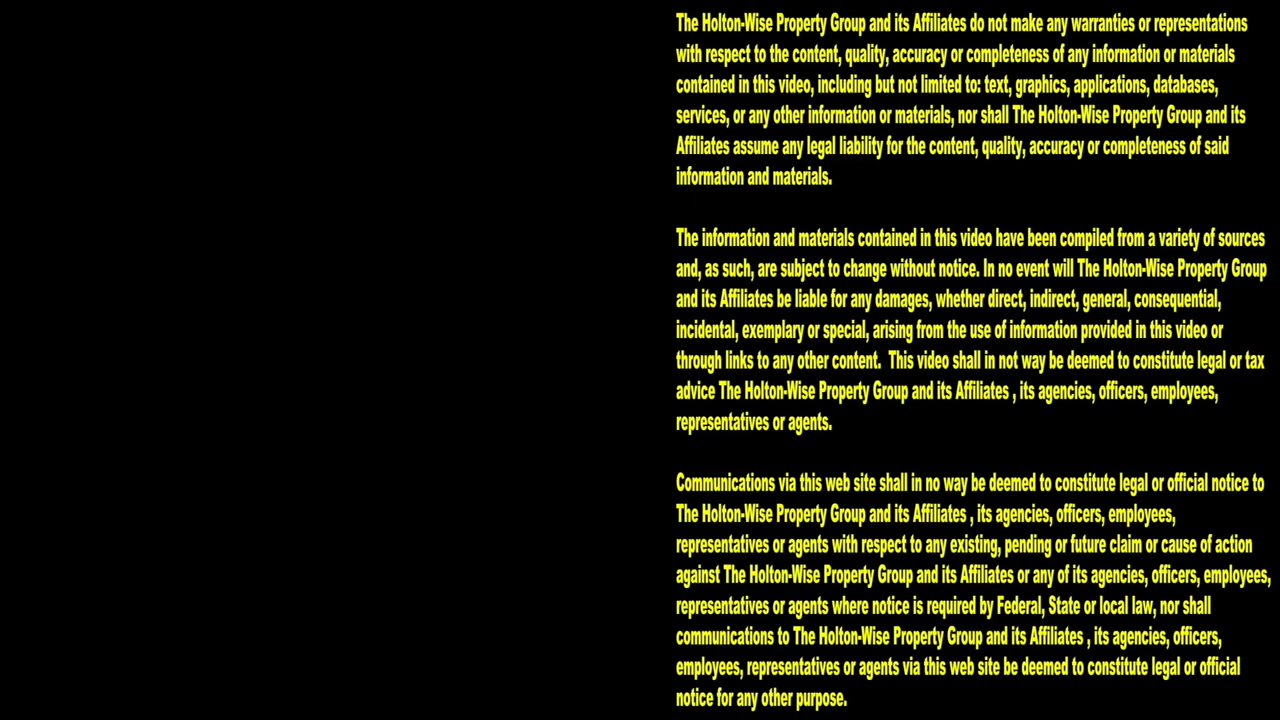 The Holton-Wise Property Group and its Affiliates do not make any warranties or representations
with respect to the content, quality, accuracy or completeness of any information or materials
contained in this video, including but not limited to: text, graphics, applications, databases,
services, or any other information or materials, nor shall The Holton-Wise Property Group and its
Affiliates assume any legal liability for the content, quality, accuracy or completeness of said
information and materials.
The information and materials contained in this video have been compiled from a variety of sources
and, as such, are subject to change without notice. In no event will The Holton-Wise Property Group
and its Affiliates be liable for any damages, whether direct, indirect, general, consequential,
incidental, exemplary or special, arising from the use of information provided in this video or
through links to any other content.  This video shall in not way be deemed to constitute legal or tax
advice The Holton-Wise Property Group and its Affiliates , its agencies, officers, employees,
representatives or agents.
Communications via this web site shall in no way be deemed to constitute legal or official notice to
The Holton-Wise Property Group and its Affiliates , its agencies, officers, employees,
representatives or agents with respect to any existing, pending or future claim or cause of action
against The Holton-Wise Property Group and its Affiliates or any of its agencies, officers, employees,
representatives or agents where notice is required by Federal, State or local law, nor shall
communications to The Holton-Wise Property Group and its Affiliates , its agencies, officers,
employees, representatives or agents via this web site be deemed to constitute legal or official
notice for any other purpose.